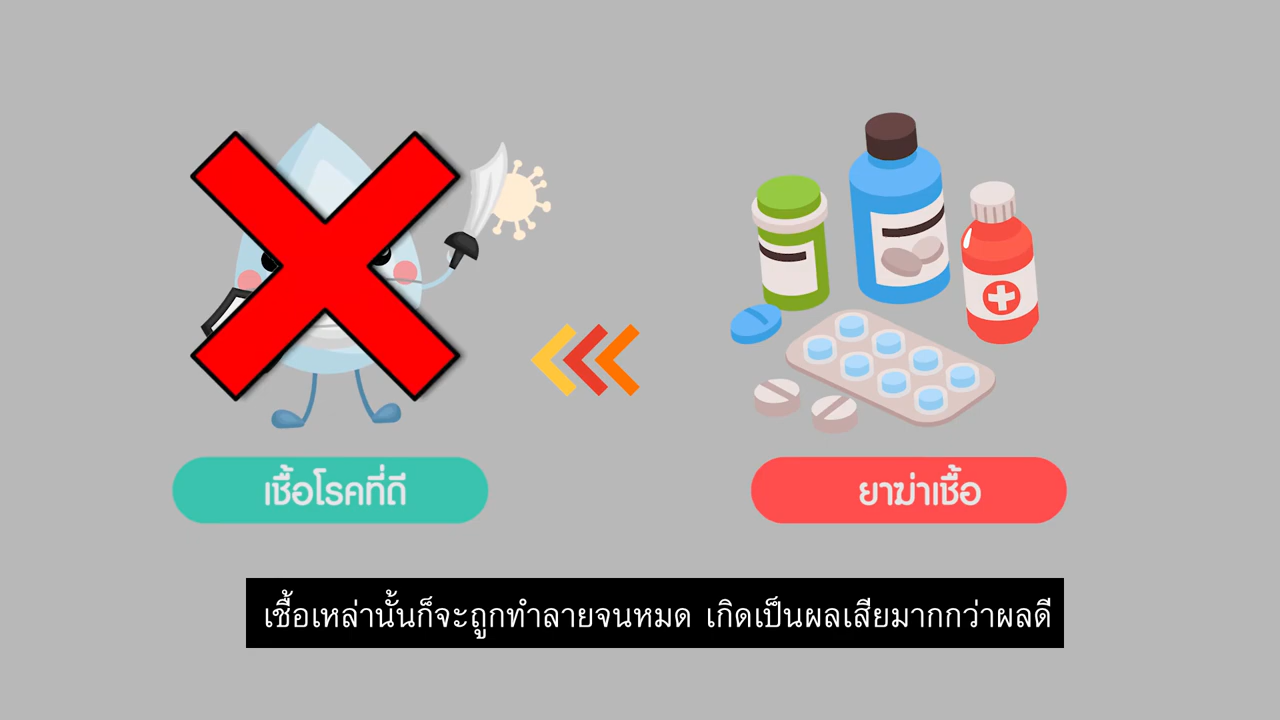 เชื้อโรคที่ดี
ยาฆ่าเชื้อ
เชื้อเหล่านั้นก็จะถูกทำลายจนหมด เกิดเป็นผลเสียมากกว่าผลดี